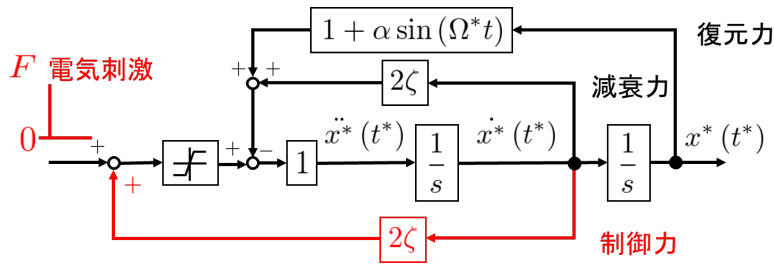 1 + α sin (Ω*t)
復元力
F 電気刺激
+ +
2ζ
減衰力
0
+
+ −
1
ẍ* (t*)
1/s
ẋ* (t*)
1/s
x* (t*)
+
2ζ
制御力